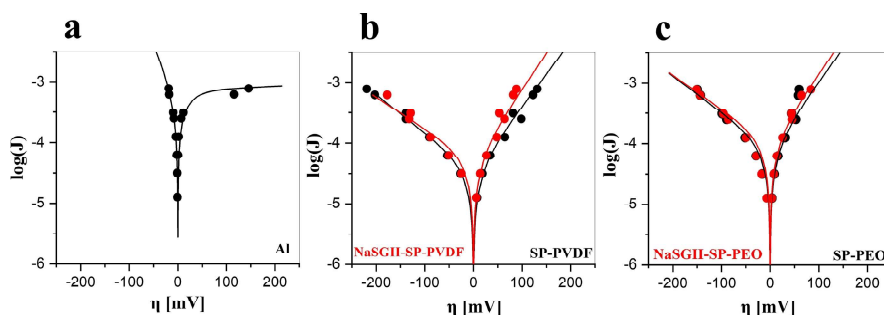 a
b
c
-3
-4
-5
-6
log(J)
-200
-100
0
100
200
η [mV]
Al
-3
-4
-5
-6
log(J)
-200
-100
0
100
200
η [mV]
NaSGII-SP-PVDF
SP-PVDF
-3
-4
-5
-6
log(J)
-200
-100
0
100
200
η [mV]
NaSGII-SP-PEO
SP-PEO